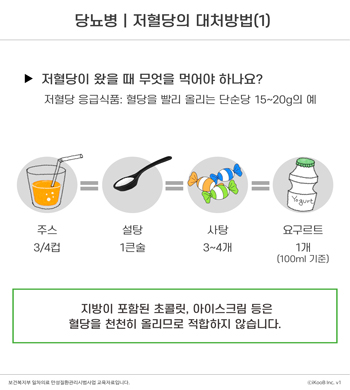 당뇨병 | 저혈당의 대처방법(1)
▶ 저혈당이 왔을 때 무엇을 먹어야 하나요?
저혈당 응급식품: 혈당을 빨리 올리는 단순당 15~20g의 예
Yogurt
주스
3/4컵
설탕
1큰술
사탕
3~4개
요구르트
1개
(100ml 기준)
지방이 포함된 초콜릿, 아이스크림 등은
혈당을 천천히 올리므로 적합하지 않습니다.
보건복지부 일차의료 만성질환관리시범사업 교육자료입니다.
ⓒiKooB Inc. v1